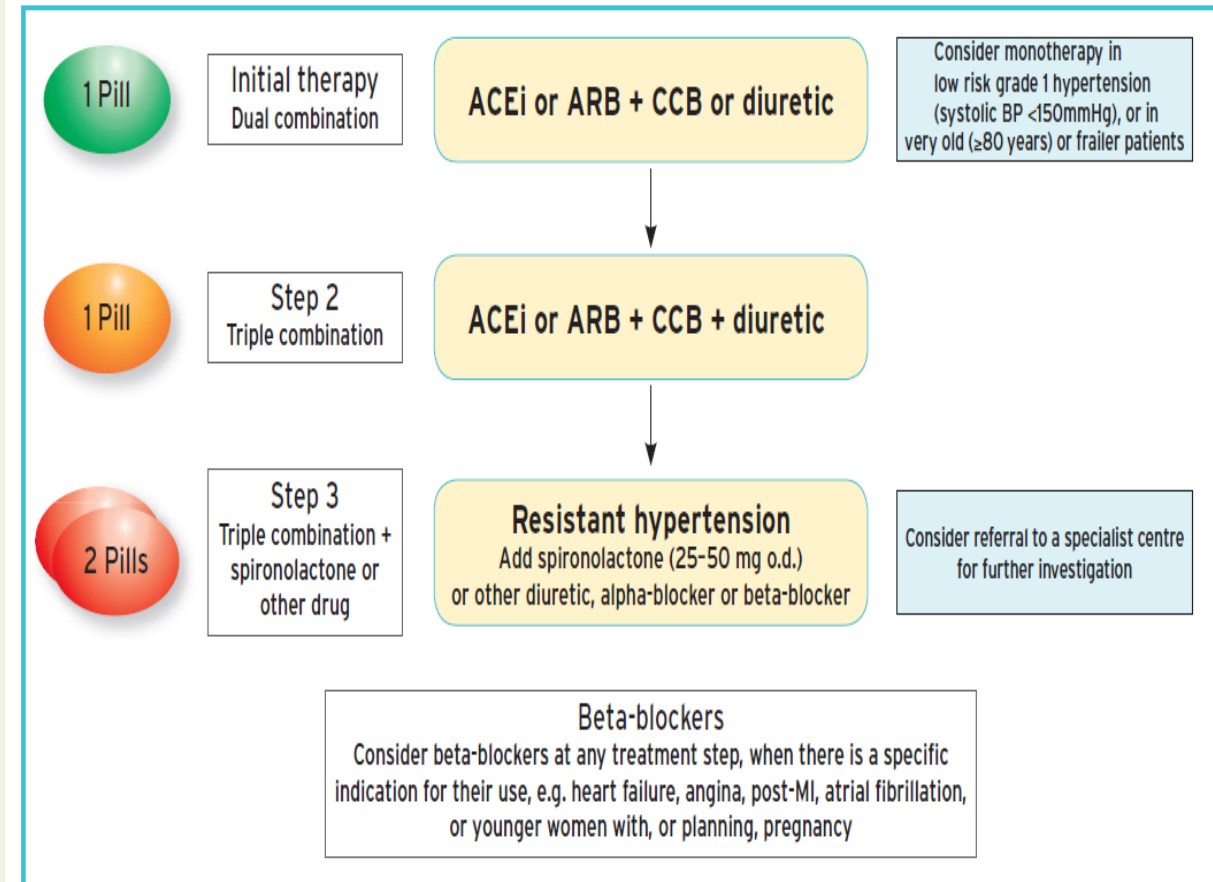 1 Pill
Initial therapy
Dual combination
ACEi or ARB + CCB or diuretic
Consider monotherapy in
low risk grade 1 hypertension
(systolic BP <150mmHg), or in
very old (≥80 years) or frailer patients
1 Pill
Step 2
Triple combination
ACEi or ARB + CCB + diuretic
2 Pills
Step 3
Triple combination +
spironolactone or
other drug
Resistant hypertension
Add spironolactone (25-50 mg o.d.)
or other diuretic, alpha-blocker or beta-blocker
Consider referral to a specialist centre
for further investigation
Beta-blockers
Consider beta-blockers at any treatment step, when there is a specific
indication for their use, e.g. heart failure, angina, post-MI, atrial fibrillation,
or younger women with, or planning, pregnancy